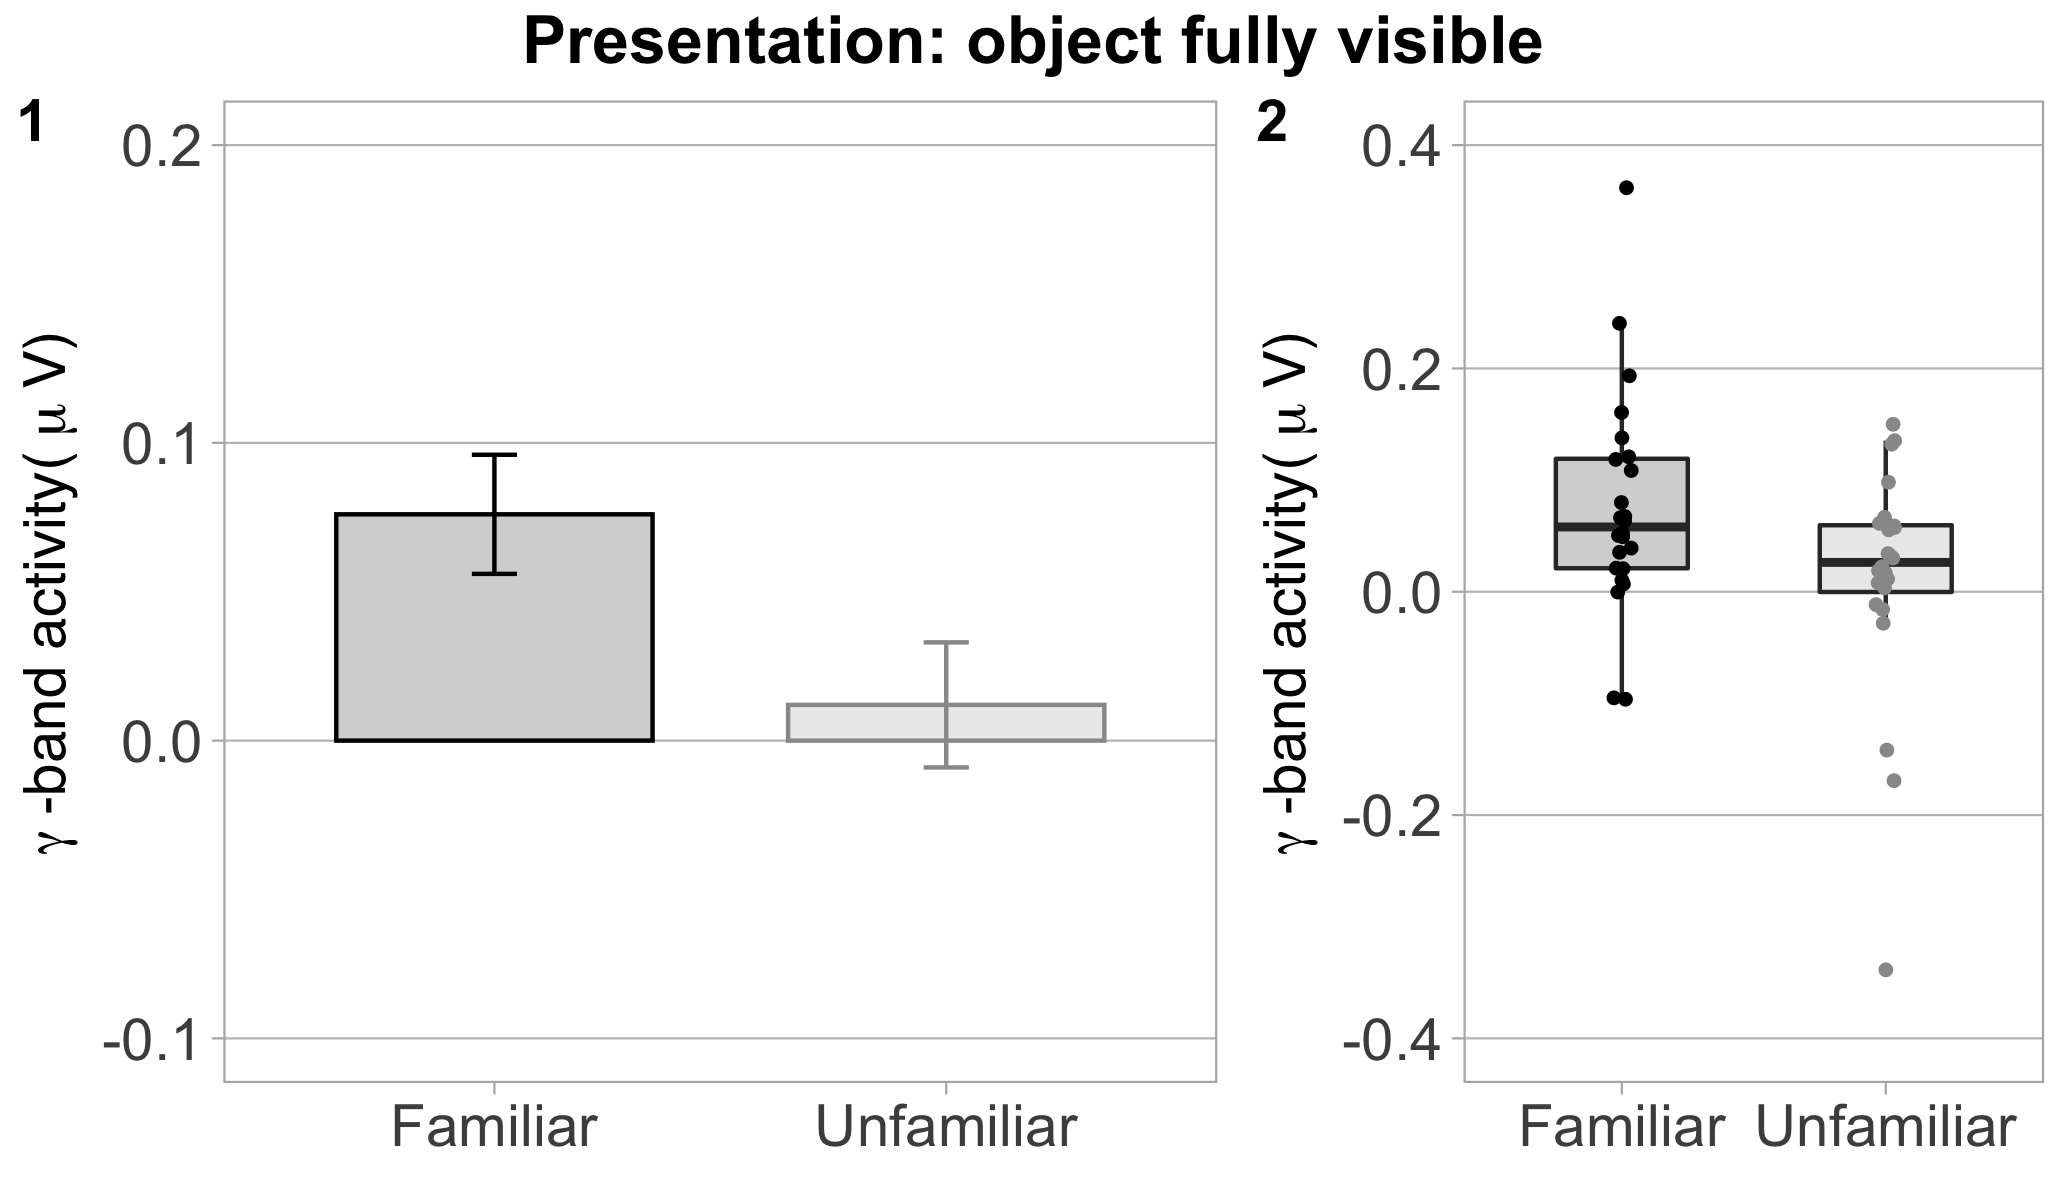 Presentation: object fully visible
1
γ -band activity( μ V)
0.2
0.1
0.0
-0.1
Familiar Unfamiliar
2
γ -band activity( μ V)
0.4
0.2
0.0
-0.2
-0.4
Familiar Unfamiliar